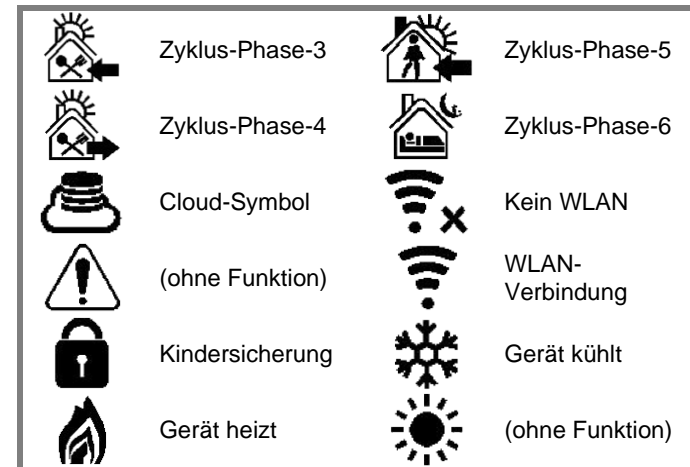 Zyklus-Phase-3
Zyklus-Phase-5
Zyklus-Phase-4
Zyklus-Phase-6
Cloud-Symbol
Kein WLAN
(ohne Funktion)
WLAN-
Verbindung
Kindersicherung
Gerät kühlt
Gerät heizt
(ohne Funktion)